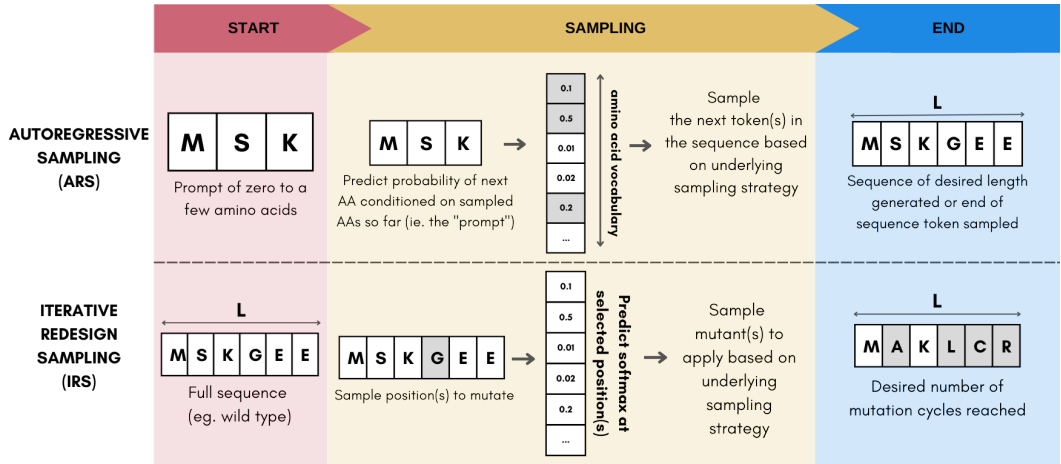 START
SAMPLING
END
AUTOREGRESSIVE
SAMPLING
(ARS)
M S K
Prompt of zero to a
few amino acids
M S K
Predict probability of next
AA conditioned on sampled
AAs so far (ie. the "prompt")
0.1
0.5
0.01
0.02
0.2
...
amino acid vocabulary
Sample
the next token(s) in
the sequence based
on underlying
sampling strategy
L
M S K G E E
Sequence of desired length
generated or end of
sequence token sampled
ITERATIVE
REDESIGN
SAMPLING
(IRS)
L
M S K G E E
Full sequence
(eg. wild type)
M S K G E E
Sample position(s) to mutate
0.1
0.5
0.01
0.02
0.2
...
Predict softmax at
selected position(s)
Sample
mutant(s) to
apply based on
underlying
sampling
strategy
L
M A K L C R
Desired number of
mutation cycles reached